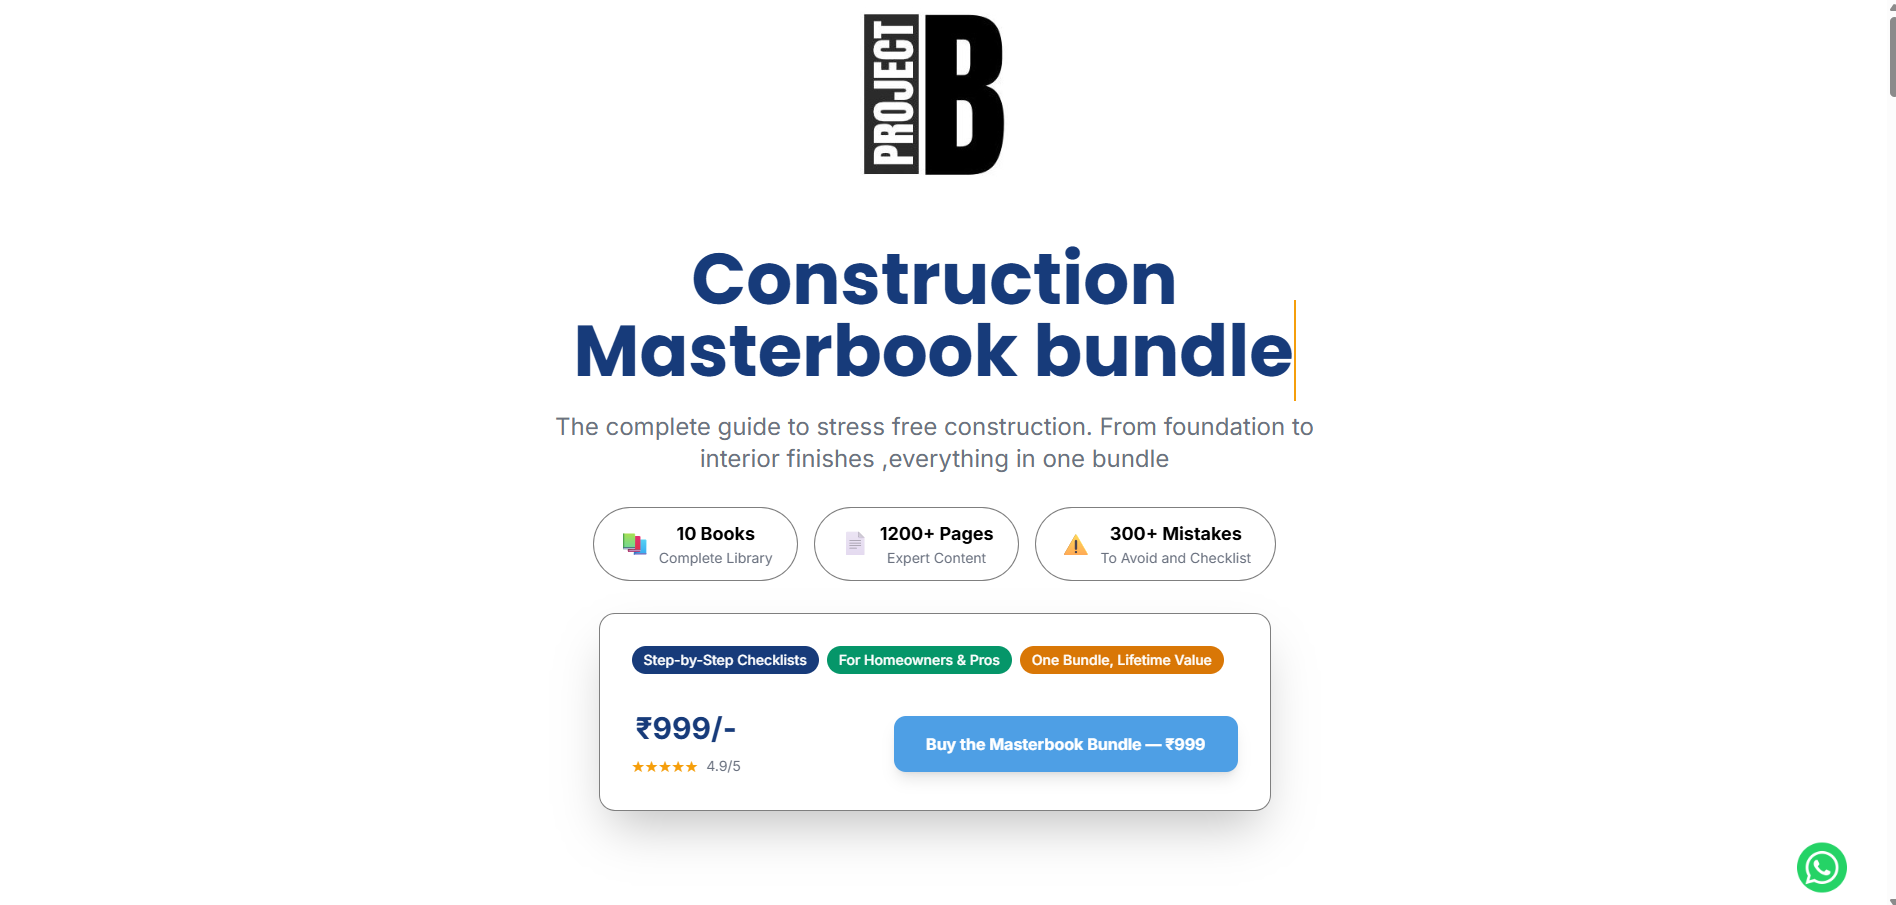 PROJECT
B
Construction
Masterbook bundle
The complete guide to stress free construction. From foundation to
interior finishes ,everything in one bundle
10 Books
Complete Library
1200+ Pages
Expert Content
300+ Mistakes
To Avoid and Checklist
Step-by-Step Checklists
For Homeowners & Pros
One Bundle, Lifetime Value
₹999/-
★★★★★ 4.9/5
Buy the Masterbook Bundle — ₹999